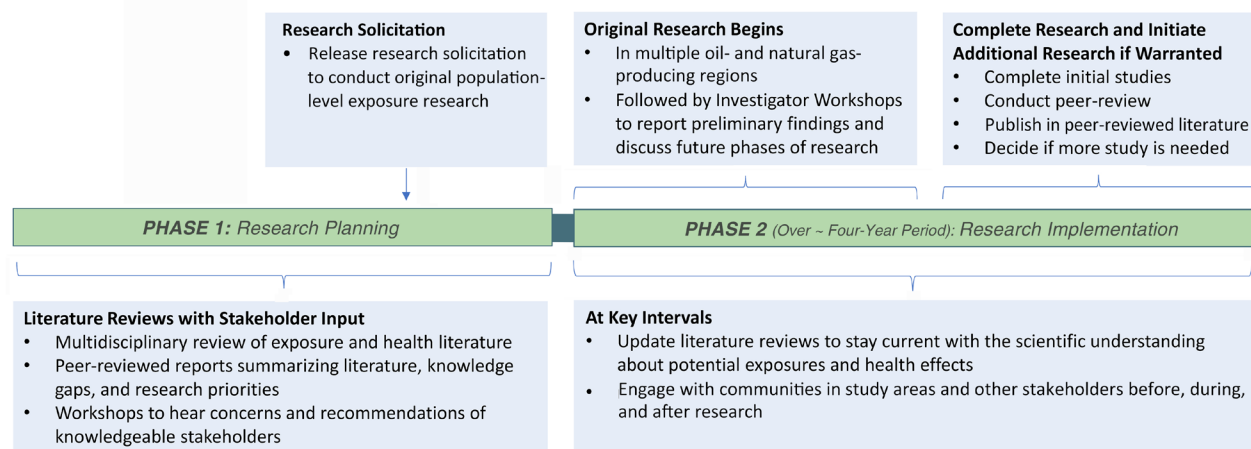 Research Solicitation
• Release research solicitation
to conduct original population-
level exposure research
Original Research Begins
• In multiple oil- and natural gas-
producing regions
• Followed by Investigator Workshops
to report preliminary findings and
discuss future phases of research
Complete Research and Initiate
Additional Research if Warranted
• Complete initial studies
• Conduct peer-review
• Publish in peer-reviewed literature
• Decide if more study is needed
PHASE 1: Research Planning
PHASE 2 (Over ~ Four-Year Period): Research Implementation
Literature Reviews with Stakeholder Input
• Multidisciplinary review of exposure and health literature
• Peer-reviewed reports summarizing literature, knowledge
gaps, and research priorities
• Workshops to hear concerns and recommendations of
knowledgeable stakeholders
At Key Intervals
• Update literature reviews to stay current with the scientific understanding
about potential exposures and health effects
• Engage with communities in study areas and other stakeholders before, during,
and after research